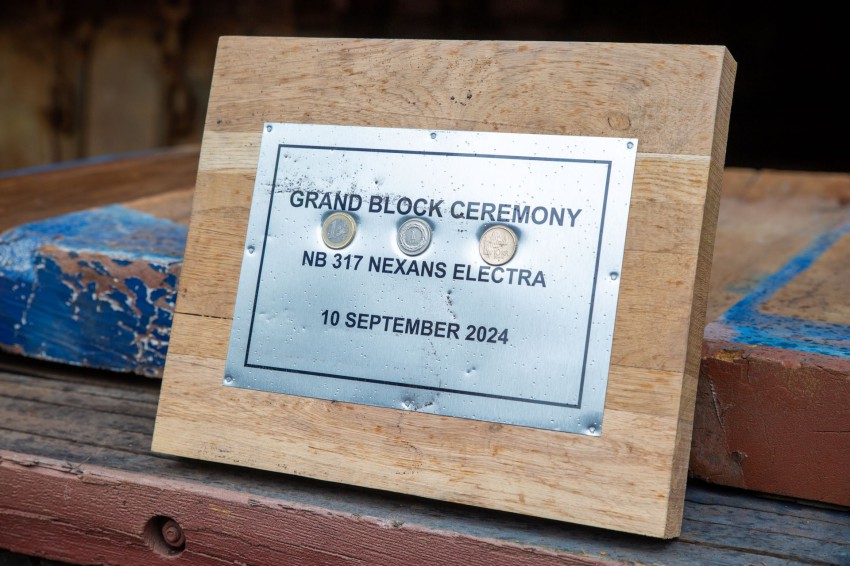 GRAND BLOCK CEREMONY
NB 317 NEXANS ELECTRA
10 SEPTEMBER 2024